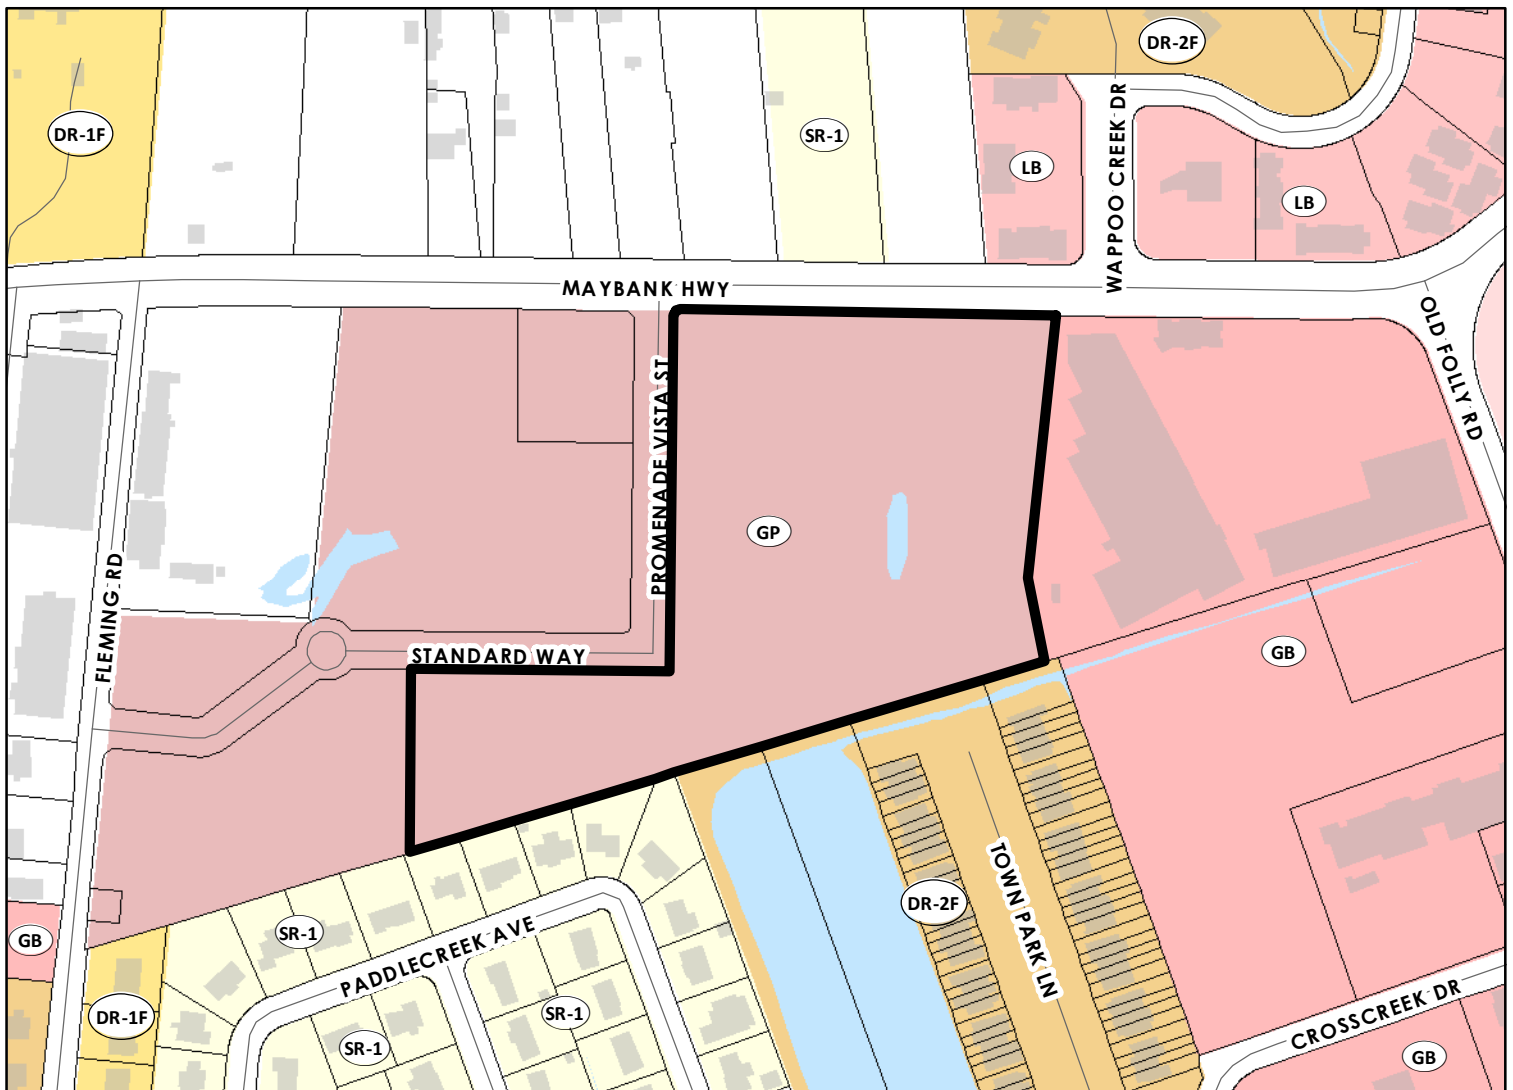 DR-2F
DR-1F
SR-1
WAPPOO CREEK DR
LB
LB
MAYBANK HWY
OLD FOLLY RD
PROMENADE VISTA ST
GP
FLEMING RD
STANDARD WAY
GB
TOWN PARK LN
DR-2F
SR-1
GB
PADDLECREEK AVE
DR-1F
SR-1
SR-1
CROSSCREEK DR
GB